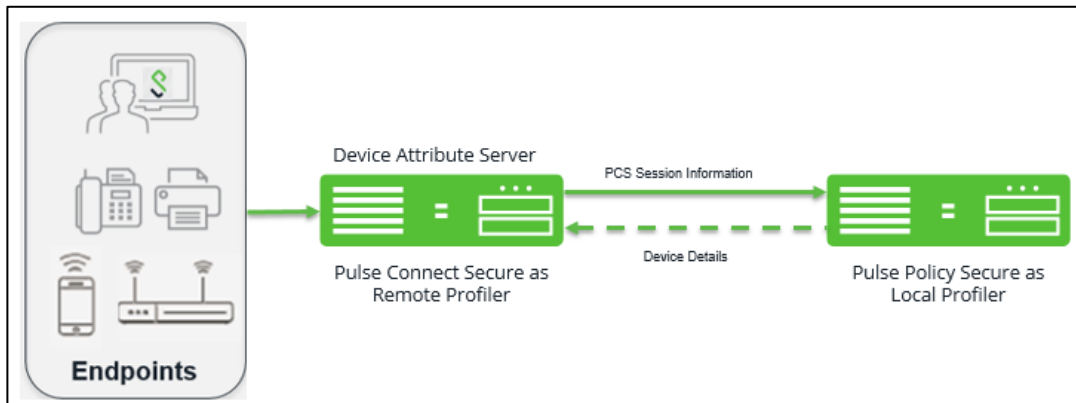 Device Attribute Server
PCS Session Information
Device Details
Pulse Connect Secure as
Remote Profiler
Pulse Policy Secure as
Local Profiler
Endpoints